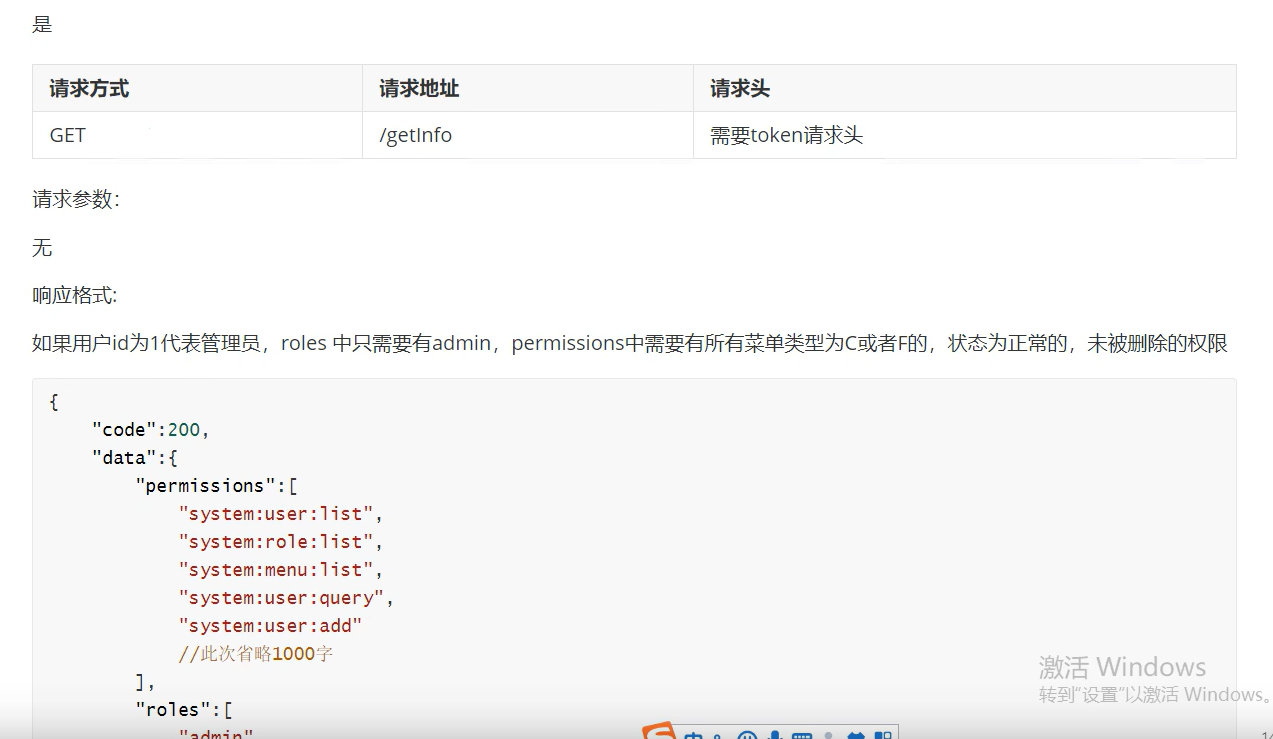 是
请求方式 请求地址 请求头
GET /getInfo 需要token请求头
请求参数：
无
响应格式:
如果用户id为1代表管理员，roles 中只需要有admin，permissions中需要有所有菜单类型为C或者F的，状态为正常的，未被删除的权限
{
"code":200,
"data":{
"permissions":[
"system:user:list",
"system:role:list",
"system:menu:list",
"system:user:query",
"system:user:add"
//此次省略1000字
],
"roles":[
"admin"
激活 Windows
转到“设置”以激活 Windows。
中